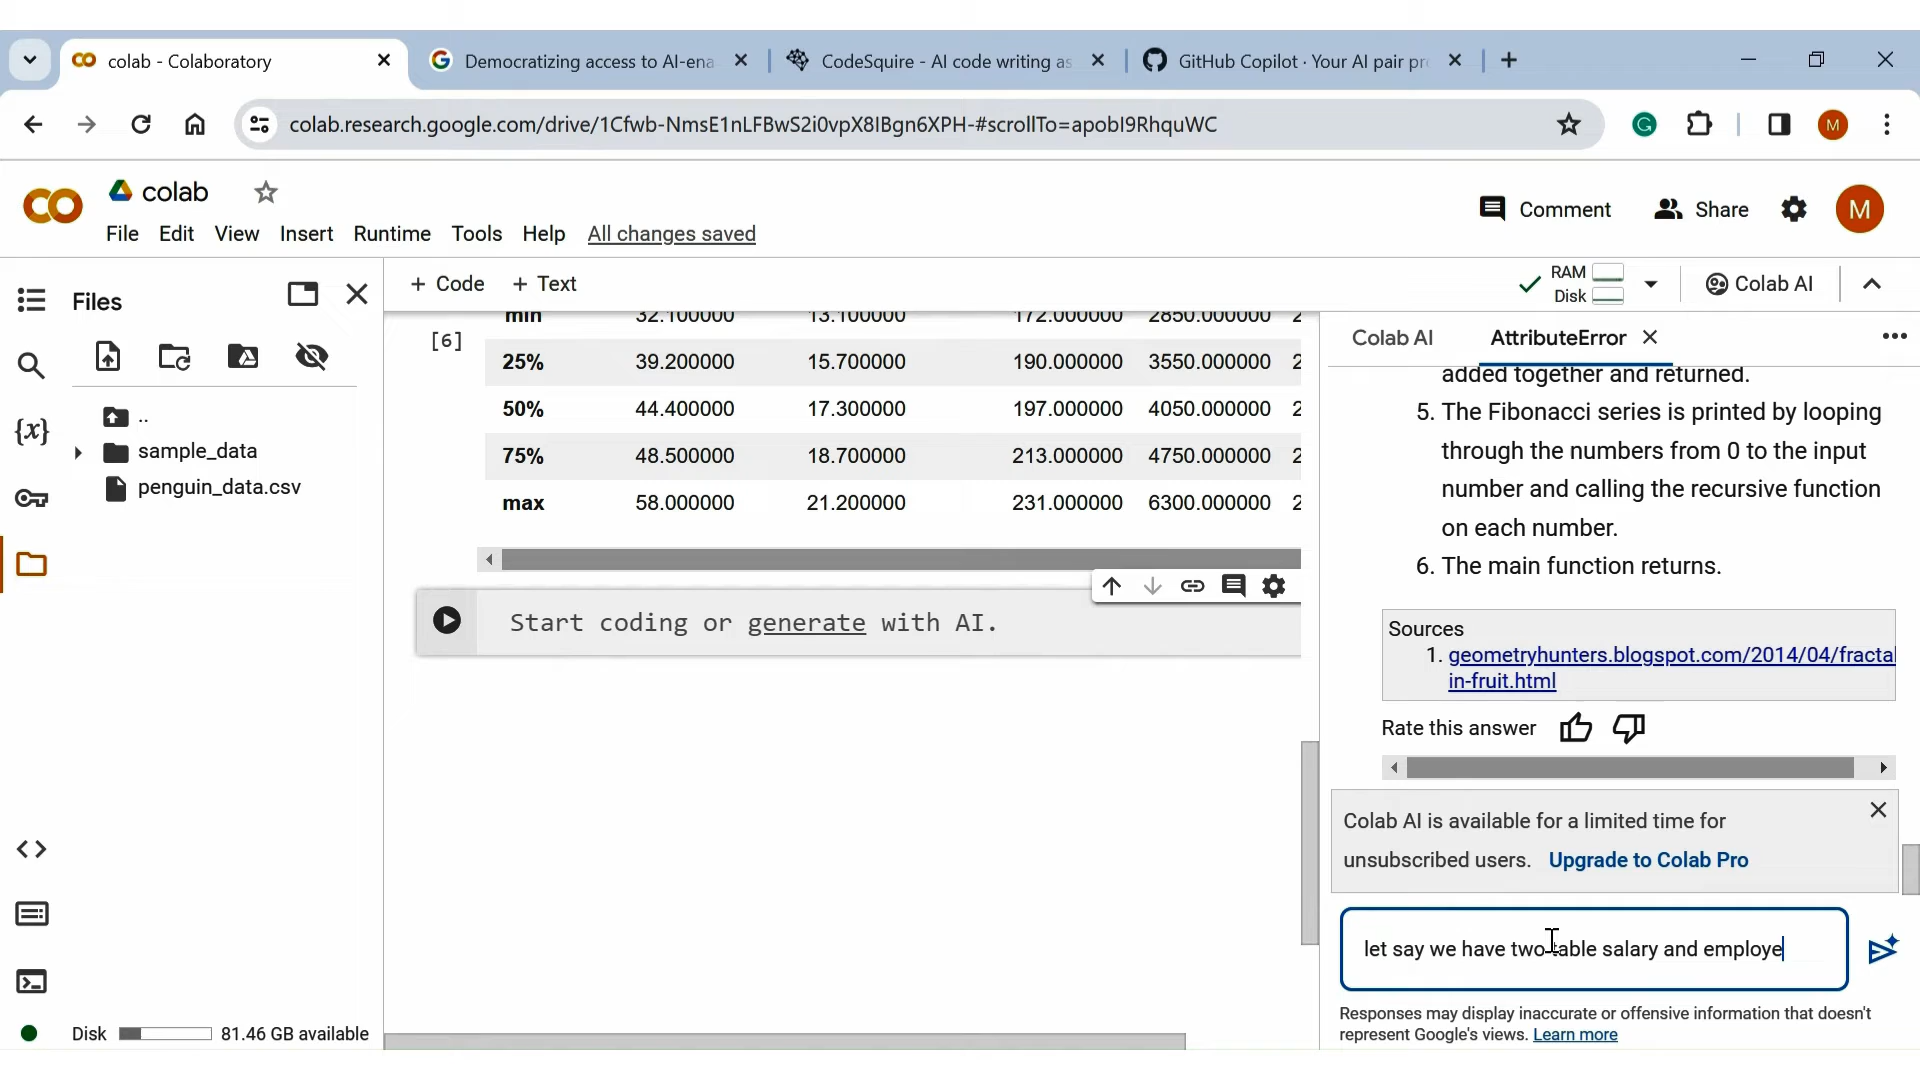 colab - Colaboratory
Democratizing access to AI-ena
CodeSquire - AI code writing as
GitHub Copilot · Your AI pair pr
colab.research.google.com/drive/1Cfwb-NmsE1nLFBwS2i0vpX8IBgn6XPH-#scrollTo=apobI9RhquWC
M
colab
Comment
Share
M
File Edit View Insert Runtime Tools Help All changes saved
Files
+ Code + Text
RAM
Disk
Colab AI
min 32.100000 13.100000 172.000000 2850.000000 2
[6]
25% 39.200000 15.700000 190.000000 3550.000000 2
50% 44.400000 17.300000 197.000000 4050.000000 2
75% 48.500000 18.700000 213.000000 4750.000000 2
max 58.000000 21.200000 231.000000 6300.000000 2
Start coding or generate with AI.
..
sample_data
penguin_data.csv
{x}
Disk 81.46 GB available
Colab AI AttributeError
added together and returned.
5. The Fibonacci series is printed by looping
through the numbers from 0 to the input
number and calling the recursive function
on each number.
6. The main function returns.
Sources
1. geometryhunters.blogspot.com/2014/04/fractal
in-fruit.html
Rate this answer
Colab AI is available for a limited time for
unsubscribed users. Upgrade to Colab Pro
let say we have two table salary and employe
Responses may display inaccurate or offensive information that doesn't
represent Google's views. Learn more